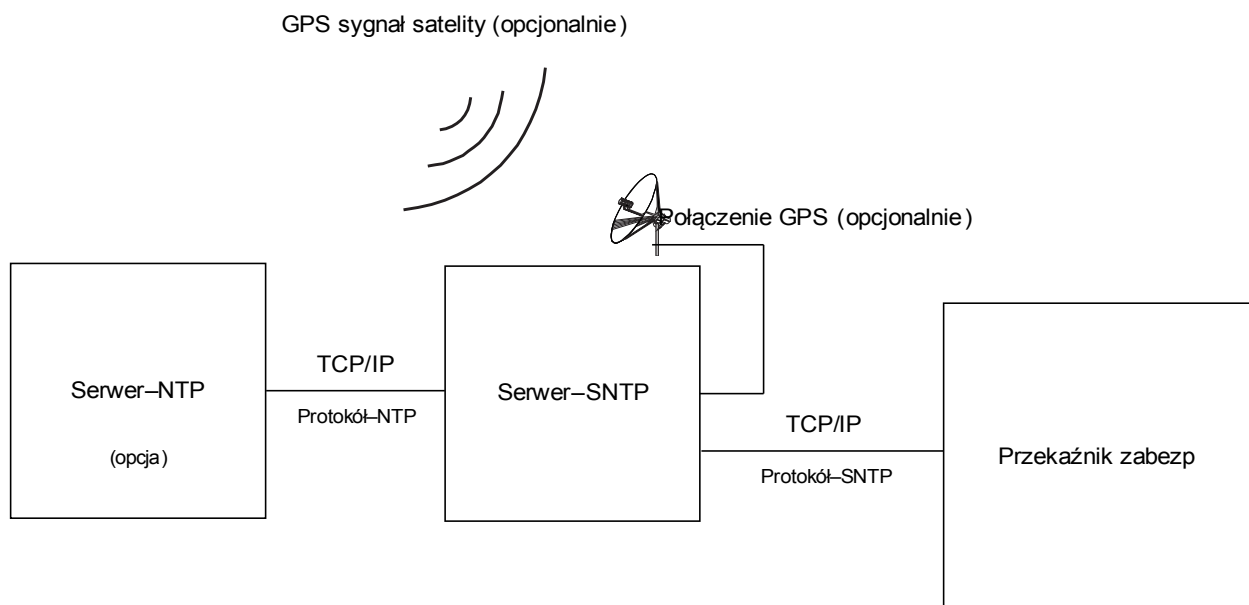 GPS sygnał satelity (opcjonalnie)
Połączenie GPS (opcjonalnie)
Serwer–NTP
(opcja)
TCP/IP
Protokół–NTP
Serwer–SNTP
TCP/IP
Protokół–SNTP
Przekaźnik zabezp